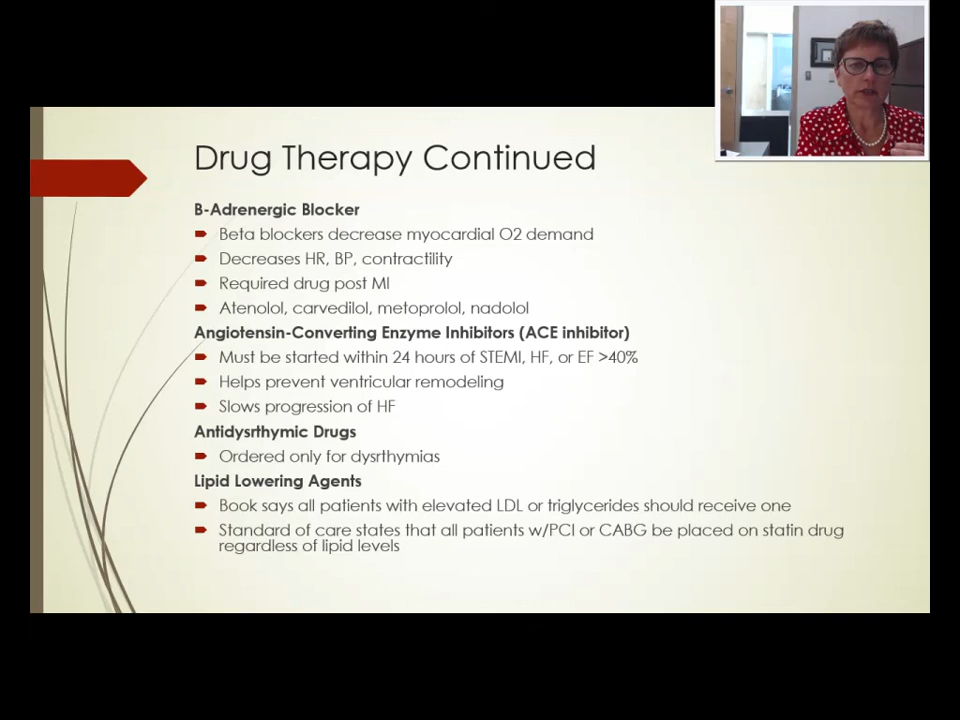 Drug Therapy Continued
B-Adrenergic Blocker
Beta blockers decrease myocardial O2 demand
Decreases HR, BP, contractility
Required drug post MI
Atenolol, carvedilol, metoprolol, nadolol
Angiotensin-Converting Enzyme Inhibitors (ACE inhibitor)
Must be started within 24 hours of STEMI, HF, or EF >40%
Helps prevent ventricular remodeling
Slows progression of HF
Antidysrthymic Drugs
Ordered only for dysrthymias
Lipid Lowering Agents
Book says all patients with elevated LDL or triglycerides should receive one
Standard of care states that all patients w/PCI or CABG be placed on statin drug
regardless of lipid levels